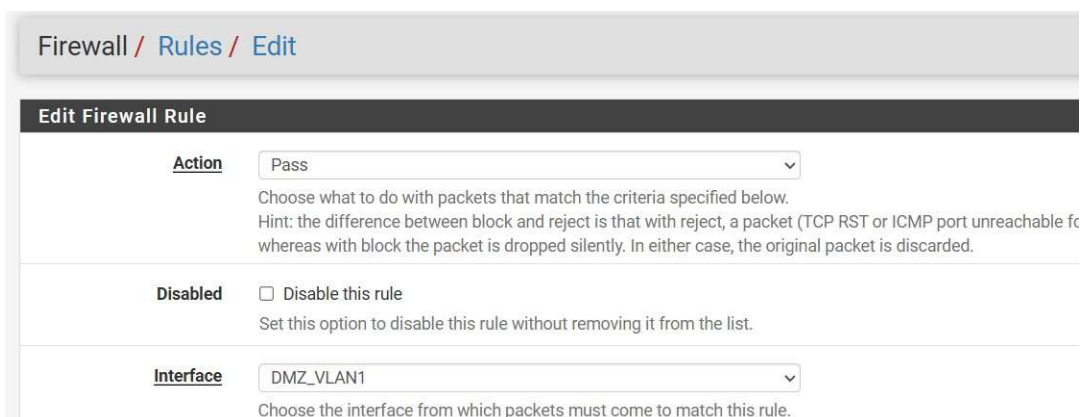 Firewall / Rules / Edit
Edit Firewall Rule
Action
Pass
Choose what to do with packets that match the criteria specified below.
Hint: the difference between block and reject is that with reject, a packet (TCP RST or ICMP port unreachable fo
whereas with block the packet is dropped silently. In either case, the original packet is discarded.
Disabled
Disable this rule
Set this option to disable this rule without removing it from the list.
Interface
DMZ_VLAN1
Choose the interface from which packets must come to match this rule.